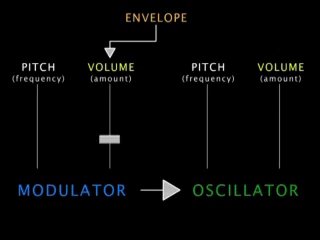 ENVELOPE
PITCH VOLUME PITCH VOLUME
(frequency) (amount) (frequency) (amount)
MODULATOR OSCILLATOR